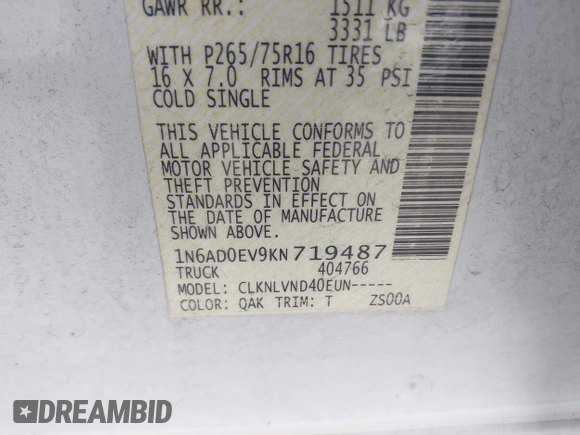 GAWR RR.: 1511 KG
3331 LB
WITH P265/75R16 TIRES
16 X 7.0 RIMS AT 35 PSI
COLD SINGLE
THIS VEHICLE CONFORMS TO
ALL APPLICABLE FEDERAL
MOTOR VEHICLE SAFETY AND
THEFT PREVENTION
STANDARDS IN EFFECT ON
THE DATE OF MANUFACTURE
SHOWN ABOVE.
1N6AD0EV9KN719487
TRUCK 404766
MODEL: CLKNLVND40EUN-----
COLOR: QAK TRIM: T ZS00A
DREAMBID